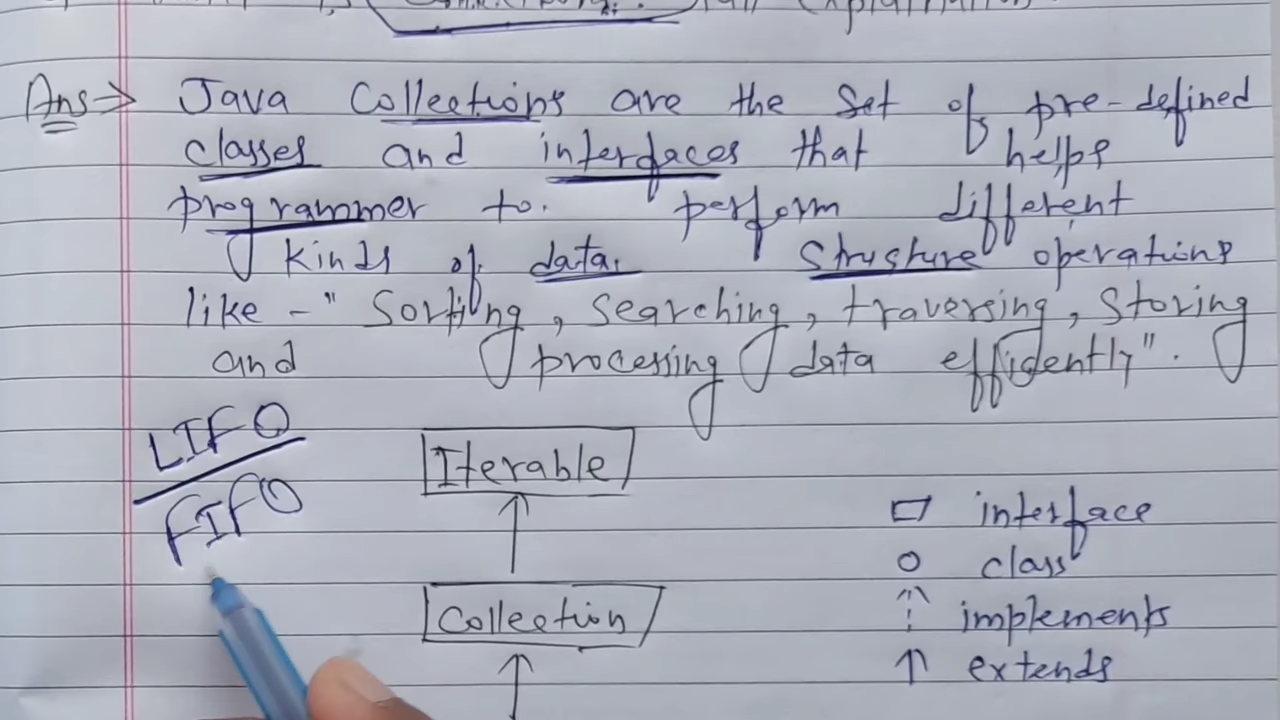 Ans ⇒ Java Collections are the set of pre-defined
classes and interfaces that helps
programmer to perform different
kinds of data structure operations
like - " Sorting, Searching, traversing, storing
and processing data efficiently".
LIFO
FIFO
Iterable
Collection
interface
class
implements
extends